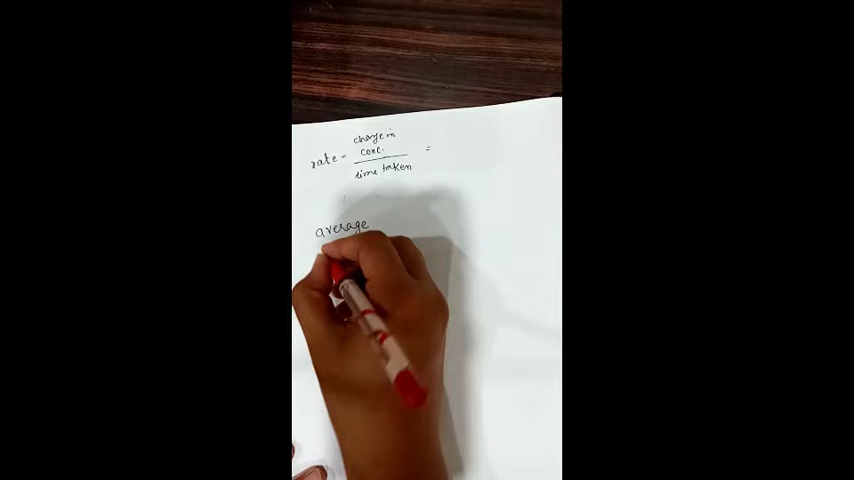 change in
rate = conc. =
time taken
average